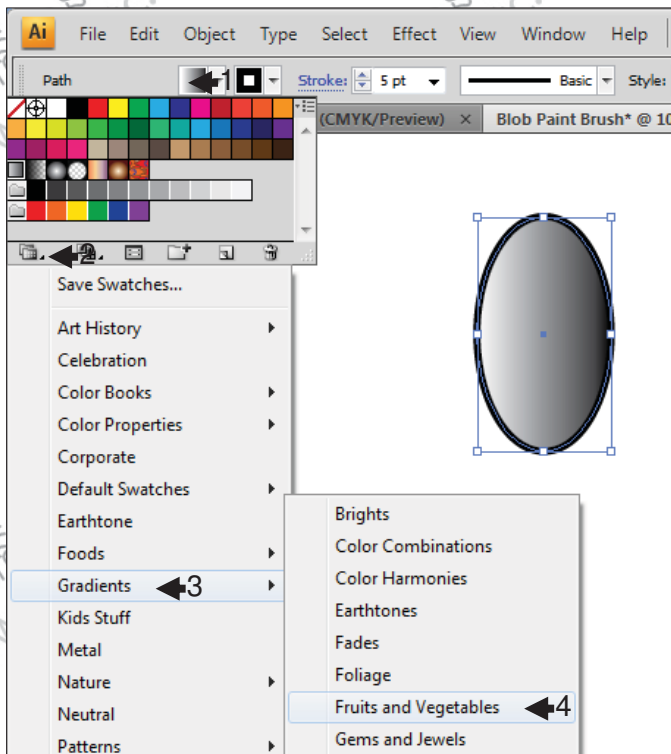 Ai File Edit Object Type Select Effect View Window Help
Path 1 Stroke: 5 pt Basic Style:
(CMYK/Preview) × Blob Paint Brush* @ 10
2
Save Swatches...
Art History
Celebration
Color Books
Color Properties
Corporate
Default Swatches
Earthtone
Foods
Gradients 3
Kids Stuff
Metal
Nature
Neutral
Patterns
Brights
Color Combinations
Color Harmonies
Earthtones
Fades
Foliage
Fruits and Vegetables 4
Gems and Jewels